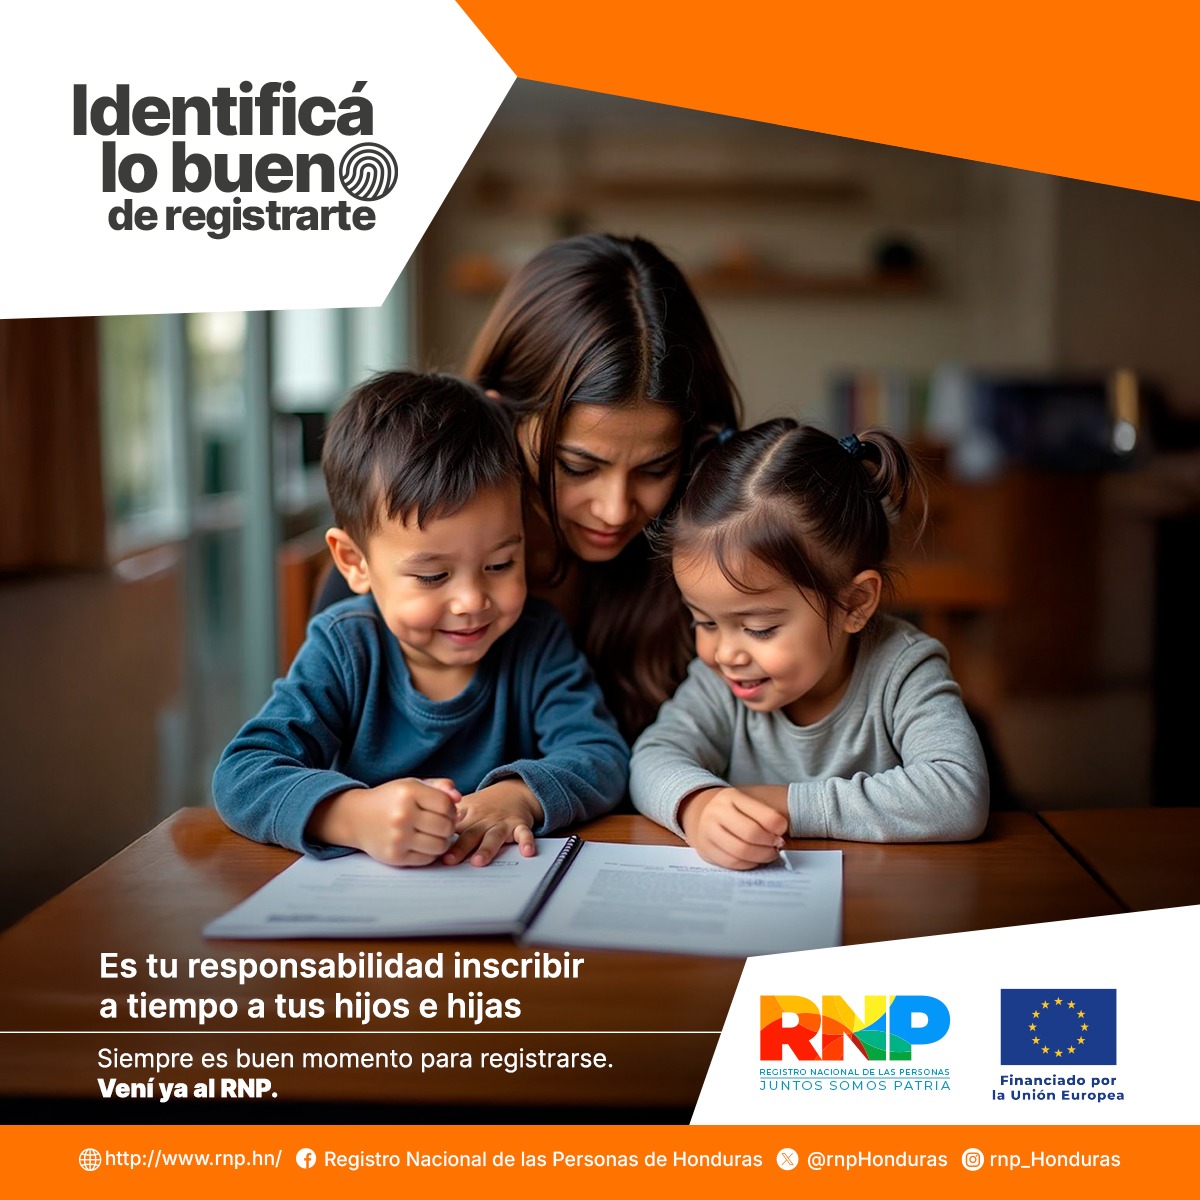 Identificá
lo bueno
de registrarte
Es tu responsabilidad inscribir
a tiempo a tus hijos e hijas
Siempre es buen momento para registrarse.
Vení ya al RNP.
RNP
REGISTRO NACIONAL DE LAS PERSONAS
JUNTOS SOMOS PATRIA
Financiado por
la Unión Europea
http://www.rnp.hn/ Registro Nacional de las Personas de Honduras @rnpHonduras rnp_Honduras